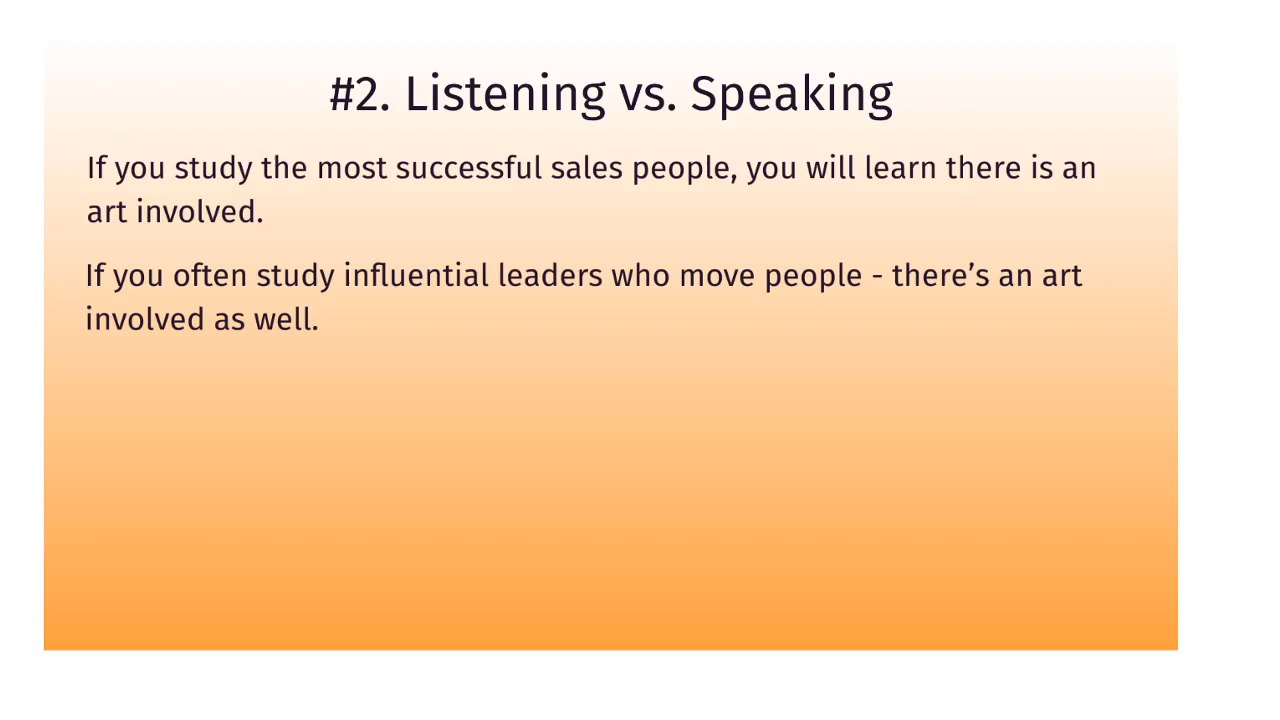 #2. Listening vs. Speaking
If you study the most successful sales people, you will learn there is an
art involved.
If you often study influential leaders who move people - there’s an art
involved as well.